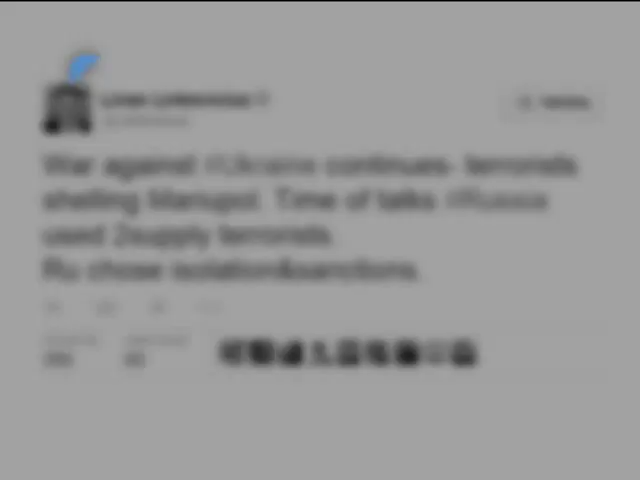 War against #Ukraine continues- terrorists
shelling Mariupol. Time of talks #Russia
used 2supply terrorists.
Ru chose isolation&sanctions.